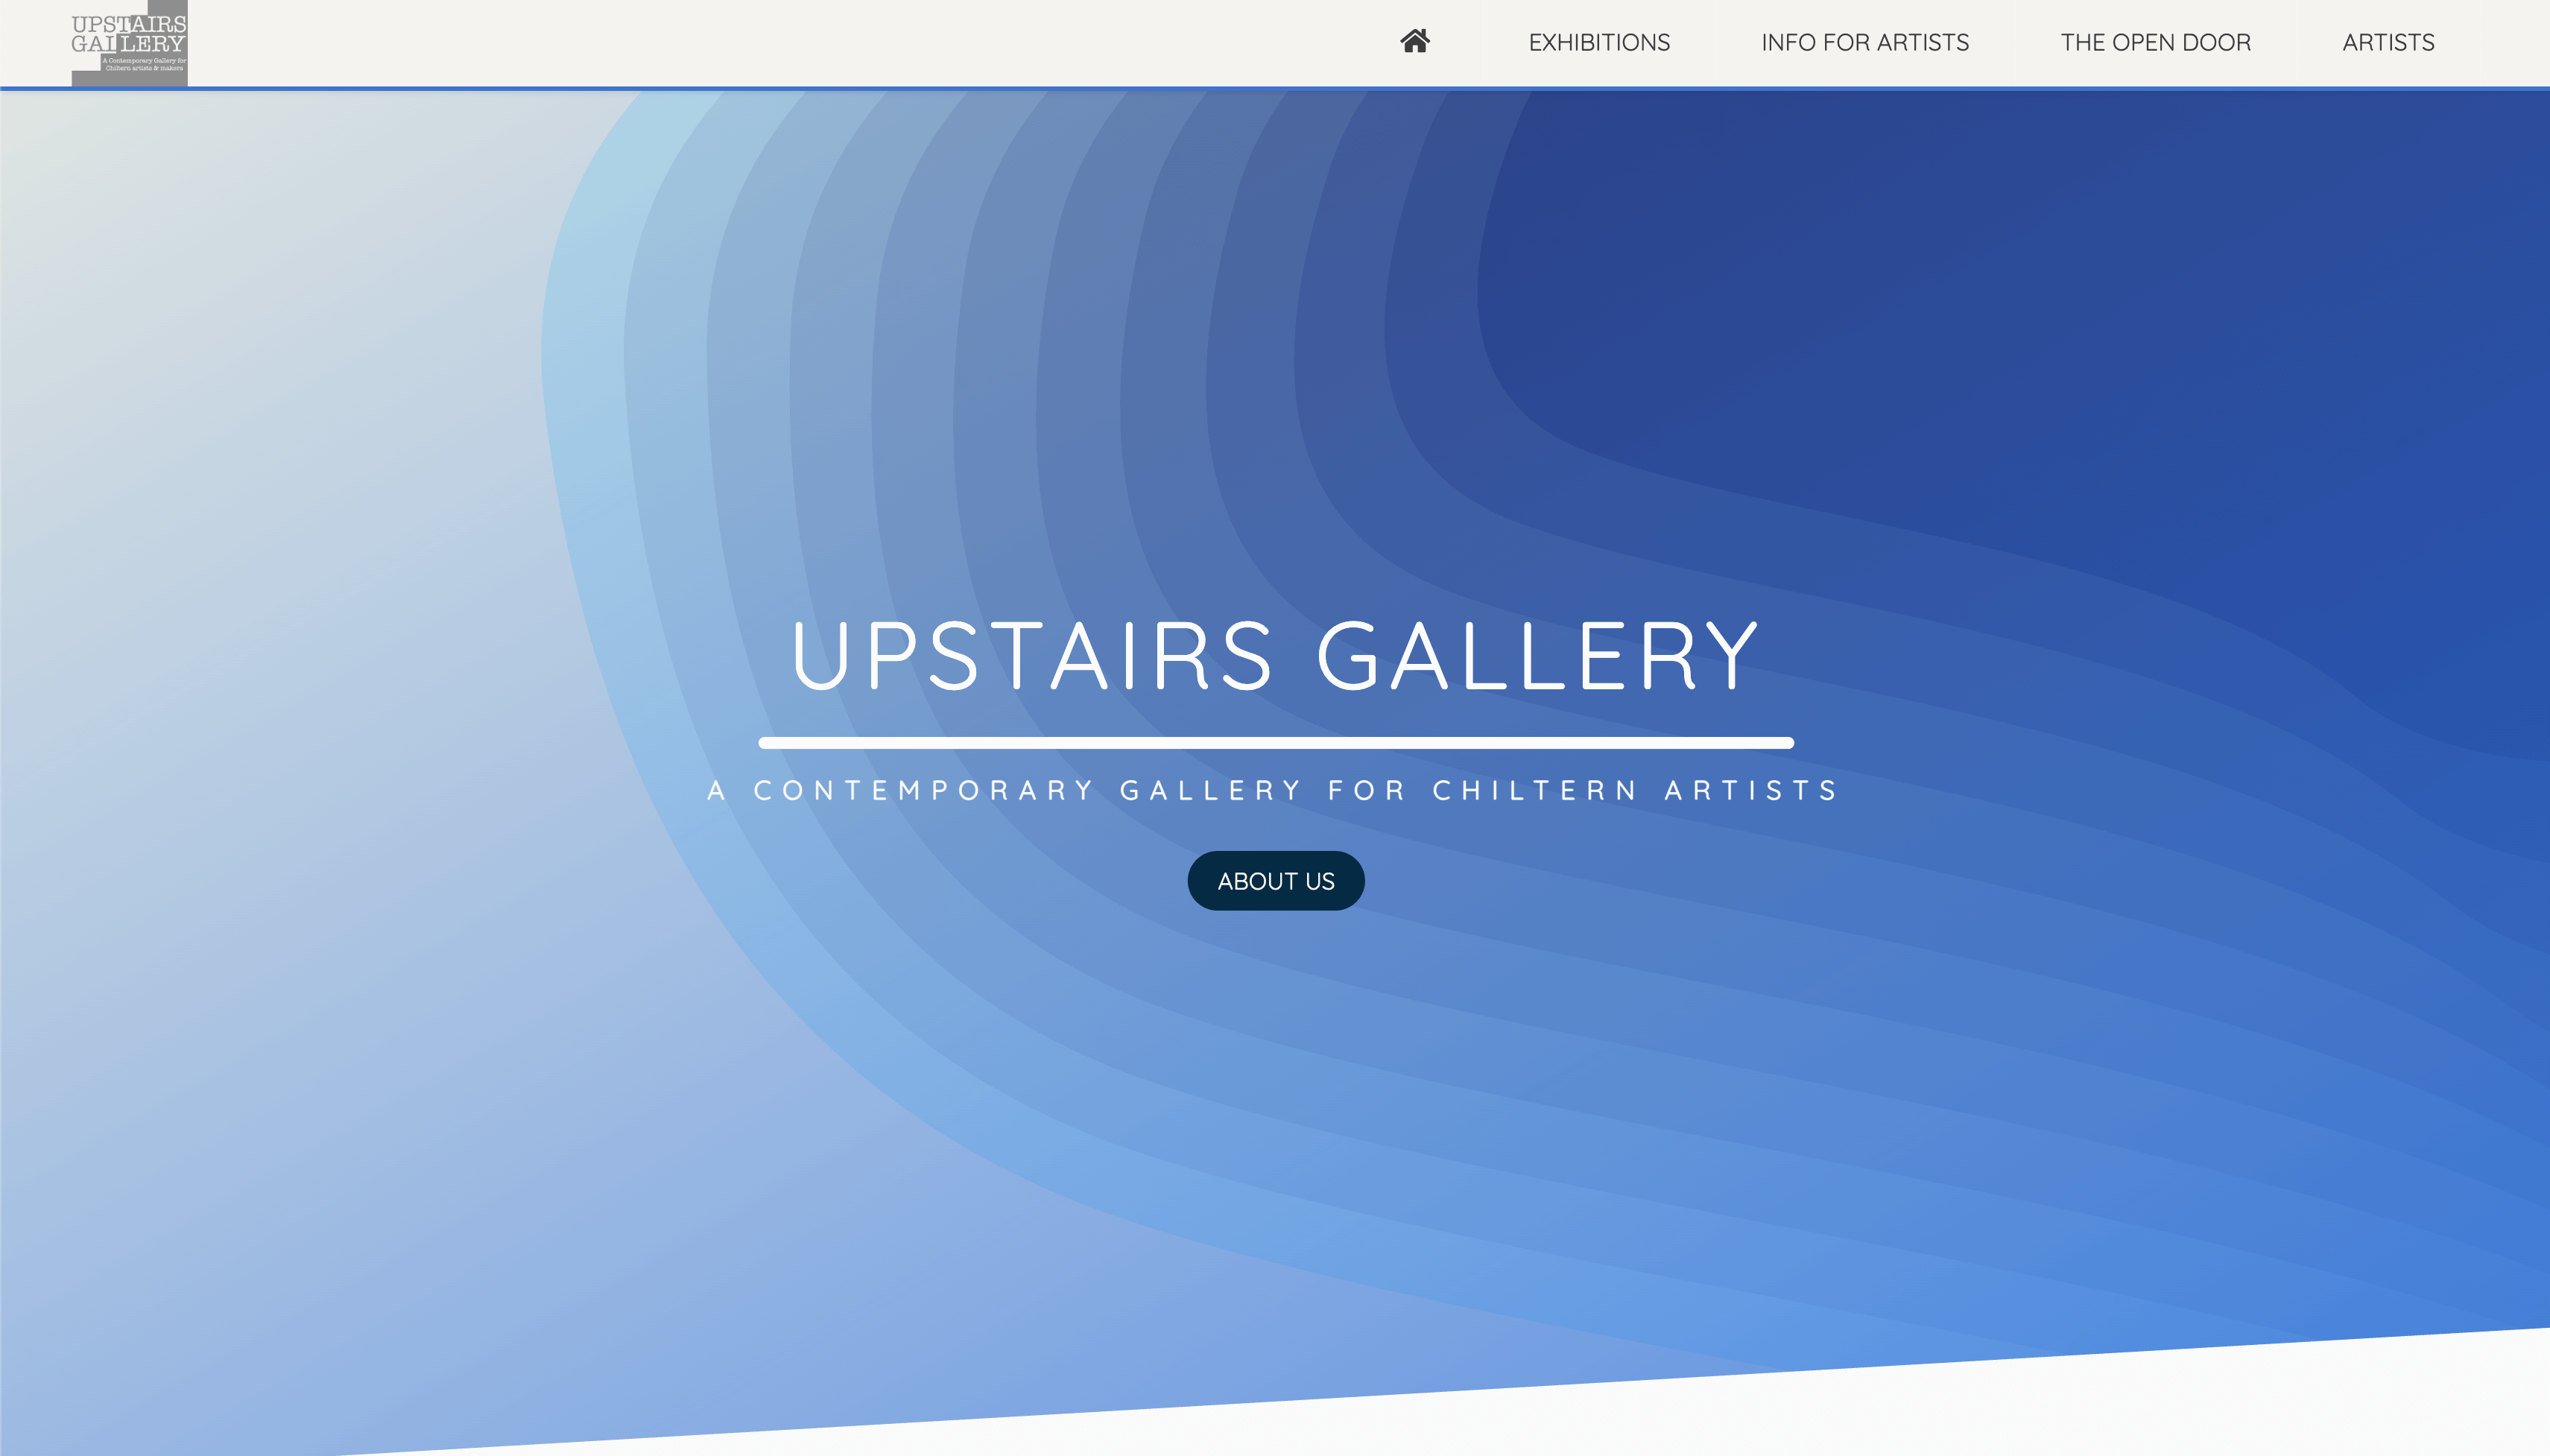 UPSTAIRS
GALLERY
A Contemporary Gallery for
Chiltern artists & makers
EXHIBITIONS
INFO FOR ARTISTS
THE OPEN DOOR
ARTISTS
UPSTAIRS GALLERY
A CONTEMPORARY GALLERY FOR CHILTERN ARTISTS
ABOUT US